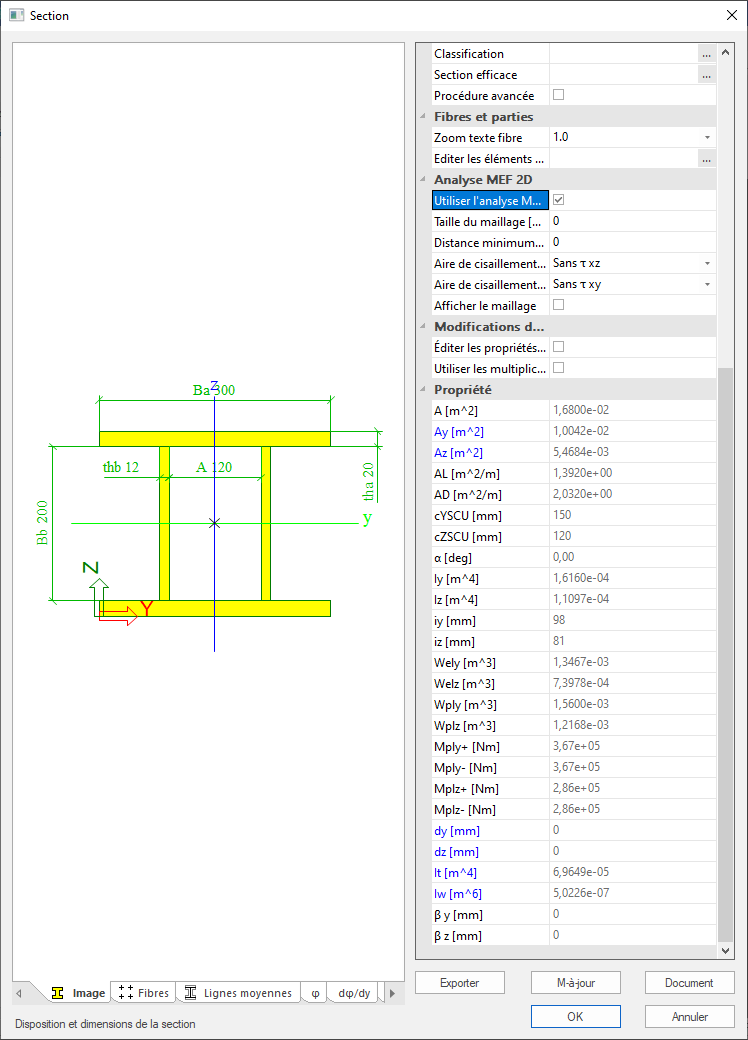 Section
z
Ba 300
thb 12
A 120
tha 20
Bb 200
y
Z
Y
Image
Fibres
Lignes moyennes
φ
dφ/dy
Disposition et dimensions de la section
Classification ...
Section efficace ...
Procédure avancée
Fibres et parties
Zoom texte fibre 1.0
Editer les éléments ... ...
Analyse MEF 2D
Utiliser l'analyse M...
Taille du maillage [... 0
Distance minimum... 0
Aire de cisaillement... Sans τ xz
Aire de cisaillement... Sans τ xy
Afficher le maillage
Modifications d...
Éditer les propriétés...
Utiliser les multiplic...
Propriété
A [m^2] 1,6800e-02
Ay [m^2] 1,0042e-02
Az [m^2] 5,4684e-03
AL [m^2/m] 1,3920e+00
AD [m^2/m] 2,0320e+00
cYSCU [mm] 150
cZSCU [mm] 120
α [deg] 0,00
Iy [m^4] 1,6160e-04
Iz [m^4] 1,1097e-04
iy [mm] 98
iz [mm] 81
Wely [m^3] 1,3467e-03
Welz [m^3] 7,3978e-04
Wply [m^3] 1,5600e-03
Wplz [m^3] 1,2168e-03
Mply+ [Nm] 3,67e+05
Mply- [Nm] 3,67e+05
Mplz+ [Nm] 2,86e+05
Mplz- [Nm] 2,86e+05
dy [mm] 0
dz [mm] 0
It [m^4] 6,9649e-05
Iw [m^6] 5,0226e-07
β y [mm] 0
β z [mm] 0
Exporter
M-à-jour
Document
OK
Annuler